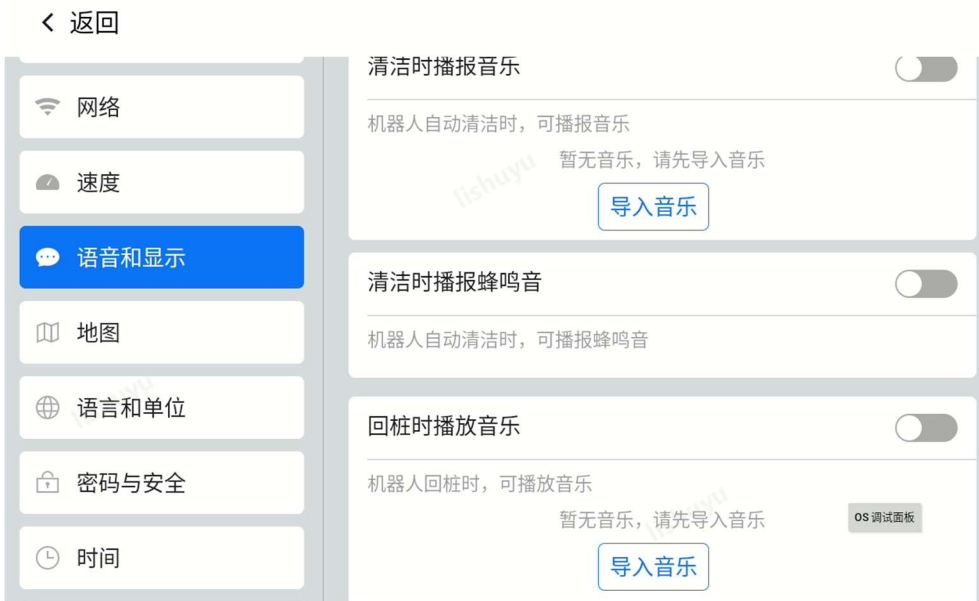 返回
网络
速度
语音和显示
地图
语言和单位
密码与安全
时间
清洁时播报音乐
机器人自动清洁时，可播报音乐
暂无音乐，请先导入音乐
导入音乐
清洁时播报蜂鸣音
机器人自动清洁时，可播报蜂鸣音
回桩时播放音乐
机器人回桩时，可播放音乐
暂无音乐，请先导入音乐
OS 调试面板
导入音乐
lishuyu
lishuyu
lishuyu